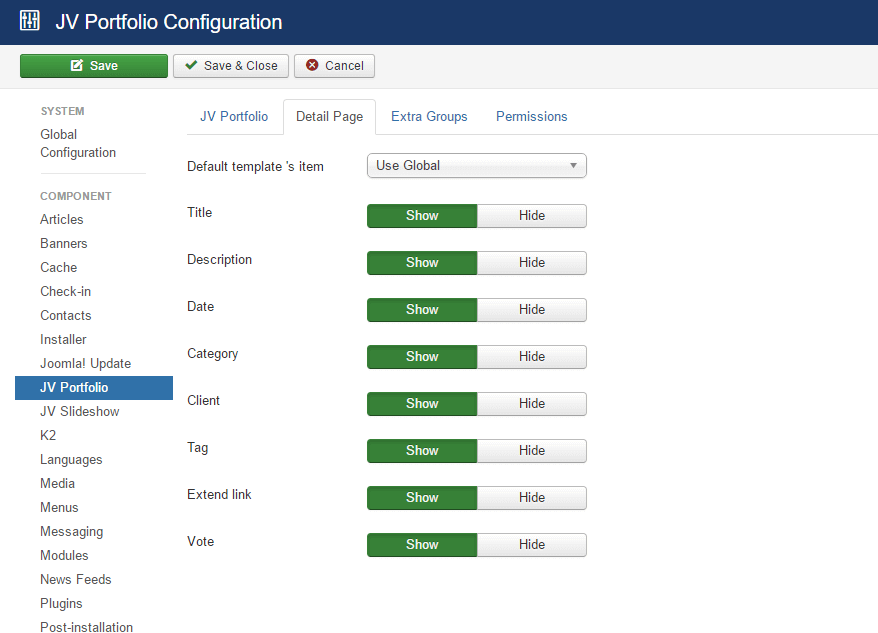 JV Portfolio Configuration
Save
Save & Close
Cancel
SYSTEM
Global
Configuration
COMPONENT
Articles
Banners
Cache
Check-in
Contacts
Installer
Joomla! Update
JV Portfolio
JV Slideshow
K2
Languages
Media
Menus
Messaging
Modules
News Feeds
Plugins
Post-installation
JV Portfolio
Detail Page
Extra Groups
Permissions
Default template 's item
Use Global
Title
Show
Hide
Description
Show
Hide
Date
Show
Hide
Category
Show
Hide
Client
Show
Hide
Tag
Show
Hide
Extend link
Show
Hide
Vote
Show
Hide